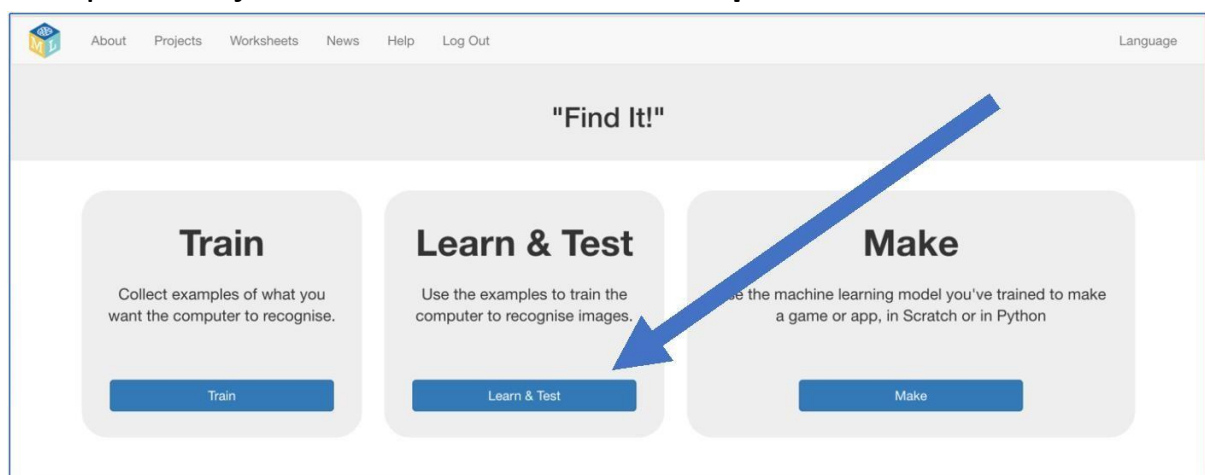 ML
About Projects Worksheets News Help Log Out Language
"Find It!"
Train
Collect examples of what you
want the computer to recognise.
Train
Learn & Test
Use the examples to train the
computer to recognise images.
Learn & Test
Make
the machine learning model you've trained to make
a game or app, in Scratch or in Python
Make